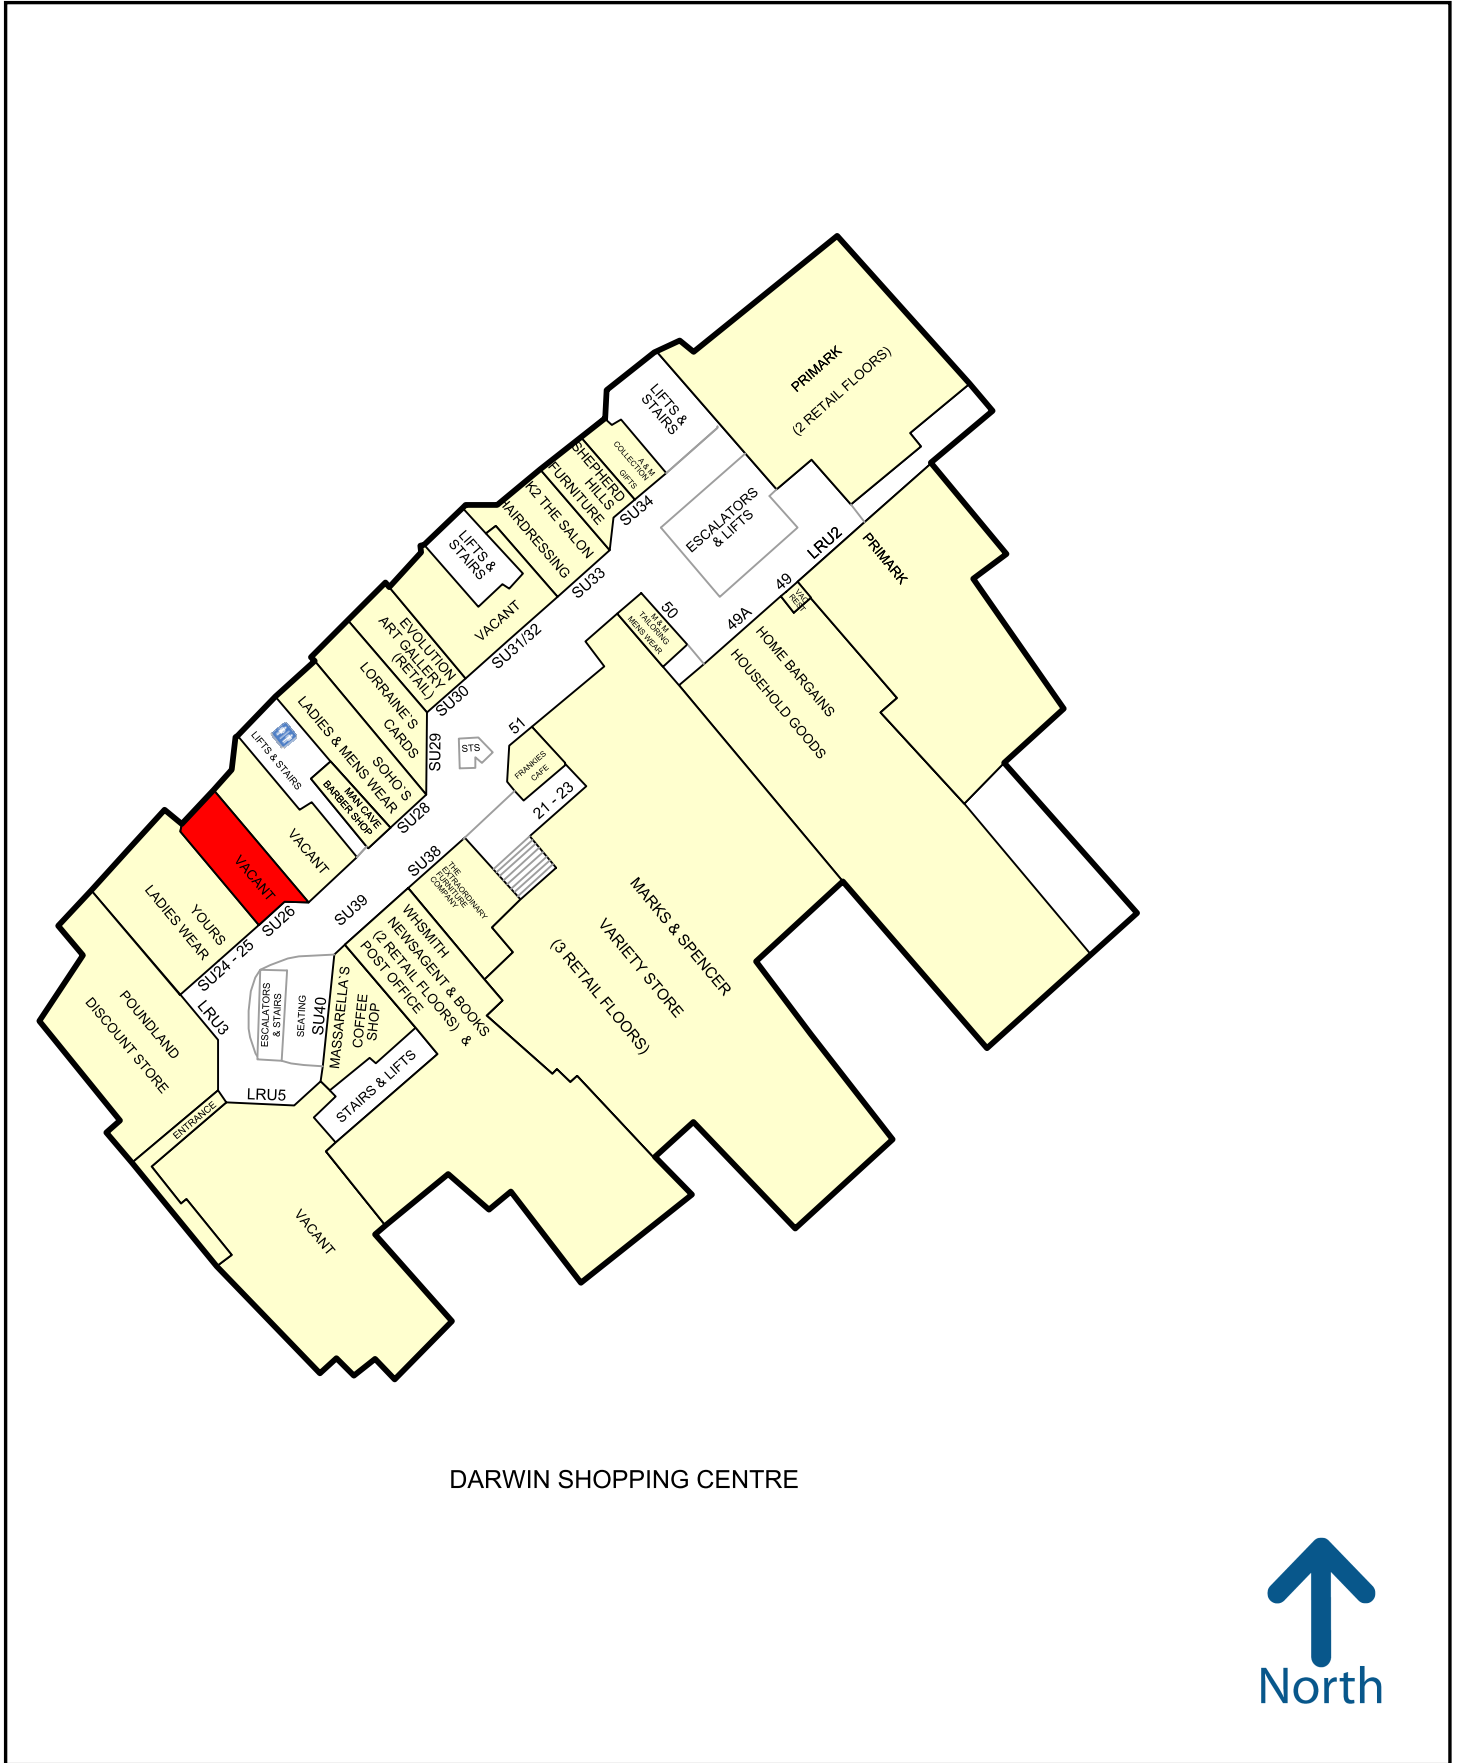 PRIMARK
(2 RETAIL FLOORS)
LIFTS &
STAIRS
A & M
COLLECTION
GIFTS
SHEPHERD
HILLS
FURNITURE
SU34
K2 THE SALON
HAIRDRESSING
SU33
ESCALATORS
& LIFTS
LRU2
PRIMARK
49
VAC
REST
49A
50
M & M
TAILORING
MENS WEAR
HOME BARGAINS
HOUSEHOLD GOODS
LIFTS &
STAIRS
VACANT
SU31/32
EVOLUTION
ART GALLERY
(RETAIL)
SU30
LORRAINE`S
CARDS
SU29
STS
51
FRANKIES
CAFE
21 - 23
SOHO`S
LADIES & MENS WEAR
SU28
LIFTS & STAIRS
MAN CAVE
BARBER SHOP
VACANT
VACANT
SU26
YOURS
LADIES WEAR
SU24 - 25
SU38
THE
EXTRAORDINARY
FURNITURE
COMPANY
SU39
WHSMITH
NEWSAGENT & BOOKS
(2 RETAIL FLOORS) &
POST OFFICE
MARKS & SPENCER
VARIETY STORE
(3 RETAIL FLOORS)
POUNDLAND
DISCOUNT STORE
LRU3
ESCALATORS
& STAIRS
SEATING
SU40
MASSARELLA`S
COFFEE
SHOP
STAIRS & LIFTS
LRU5
ENTRANCE
VACANT
DARWIN SHOPPING CENTRE
North